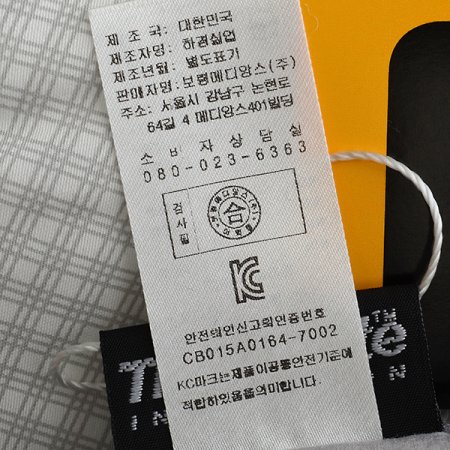 제 조 국 : 대한민국
제조자명: 하경실업
제조년월: 별도표기
판매자명: 보령메디앙스(주)
주소: 서울시 강남구 논현로
64길 4 메디앙스401빌딩
소 비 자 상 담 실
080-023-6363
검사필
合
KC
안전확인신고확인증번호
CB015A0164-7002
KC마크는제품이공통안전기준에
적합하였음을의미합니다.
TM